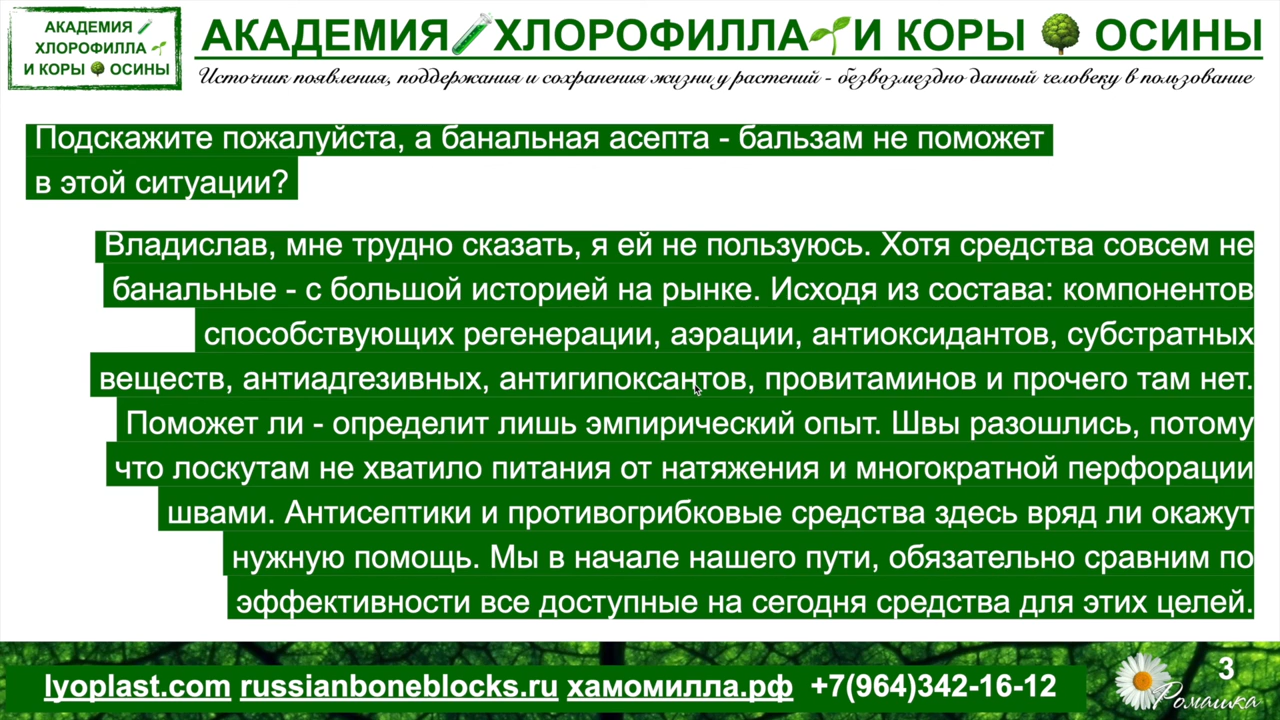 АКАДЕМИЯ
ХЛОРОФИЛЛА
И КОРЫ ОСИНЫ
АКАДЕМИЯ ХЛОРОФИЛЛА И КОРЫ ОСИНЫ
Источник появления, поддержания и сохранения жизни у растений - безвозмездно данный человеку в пользование
Подскажите пожалуйста, а банальная асепта - бальзам не поможет
в этой ситуации?
Владислав, мне трудно сказать, я ей не пользуюсь. Хотя средства совсем не
банальные - с большой историей на рынке. Исходя из состава: компонентов
способствующих регенерации, аэрации, антиоксидантов, субстратных
веществ, антиадгезивных, антигипоксантов, провитаминов и прочего там нет.
Поможет ли - определит лишь эмпирический опыт. Швы разошлись, потому
что лоскутам не хватило питания от натяжения и многократной перфорации
швами. Антисептики и противогрибковые средства здесь вряд ли окажут
нужную помощь. Мы в начале нашего пути, обязательно сравним по
эффективности все доступные на сегодня средства для этих целей.
lyoplast.com russianboneblocks.ru хамомилла.рф +7(964)342-16-12
3
Ромашка